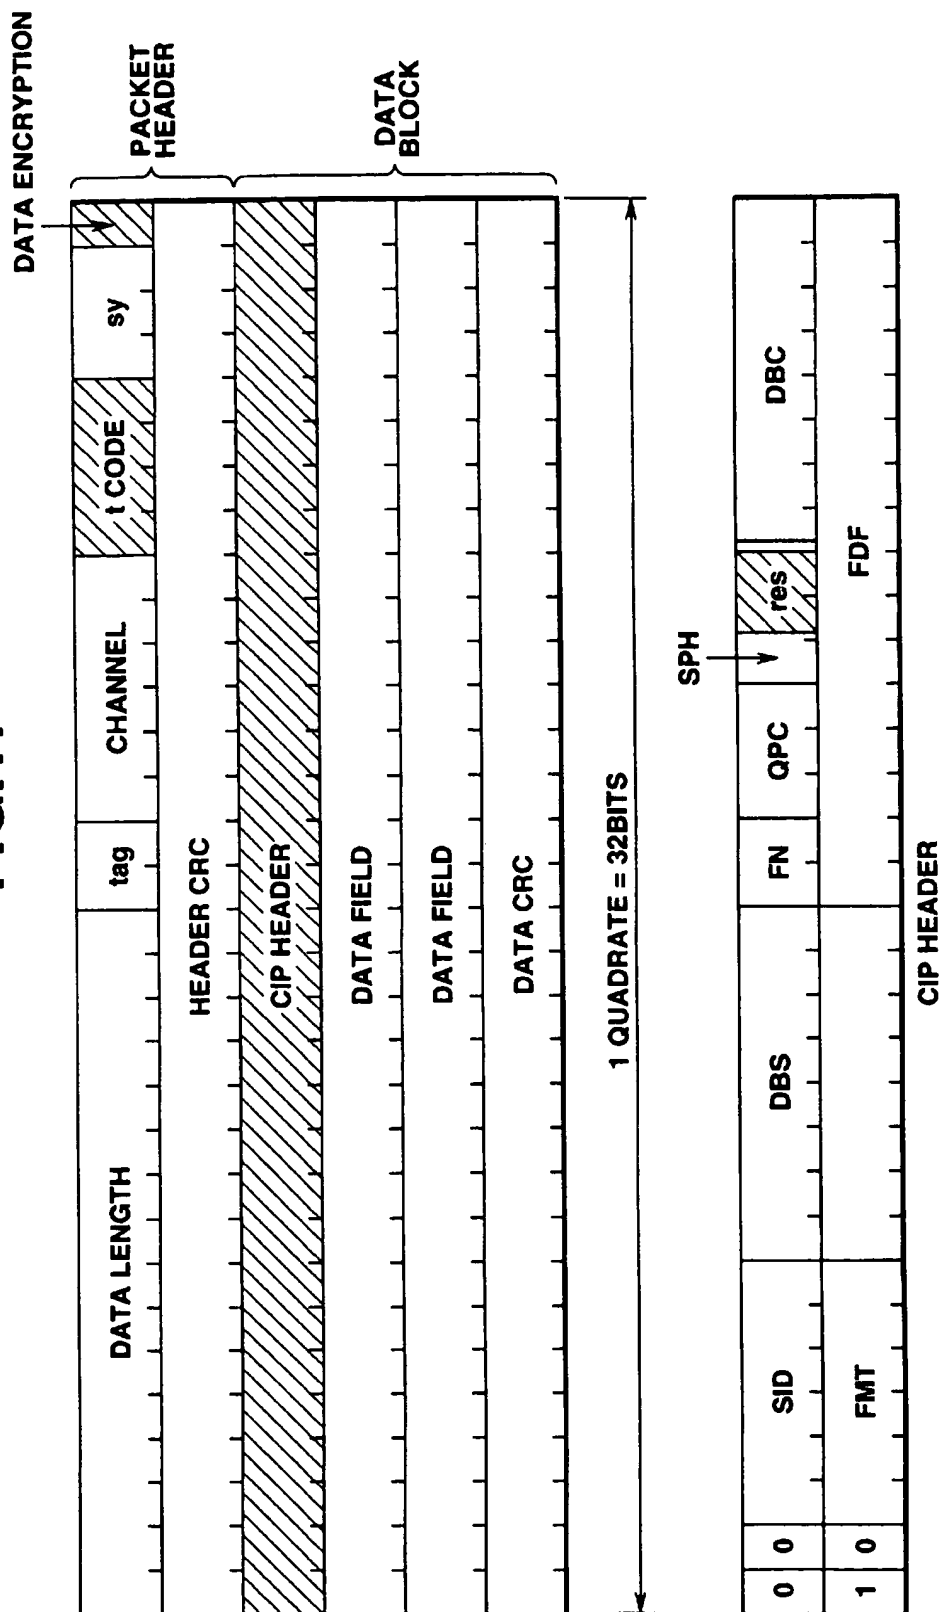 DATA ENCRYPTION
PACKET
HEADER
DATA LENGTH
tag
CHANNEL
t CODE
sy
HEADER CRC
CIP HEADER
DATA FIELD
DATA FIELD
DATA CRC
DATA
BLOCK
1 QUADRATE = 32BITS
SPH
0
0
SID
DBS
FN
QPC
res
DBC
1
0
FMT
FDF
CIP HEADER